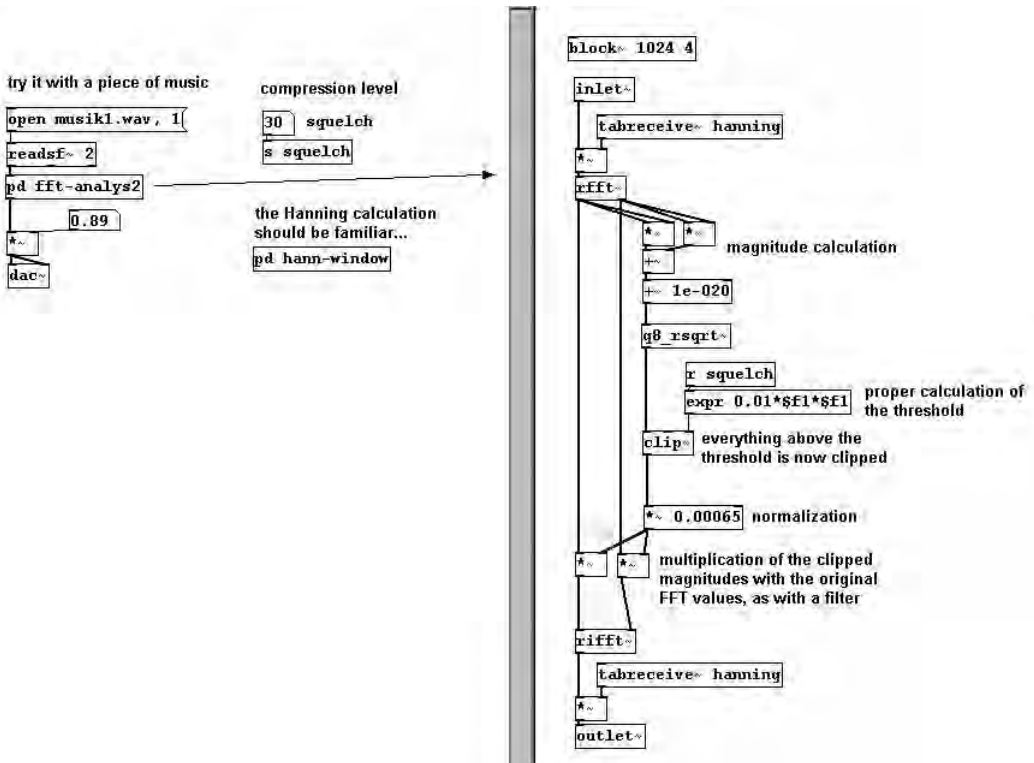 try it with a piece of music
open musik1.wav, 1
readsf~ 2
pd fft-analys2
0.89
*~
dac~
compression level
30 squelch
s squelch
the Hanning calculation
should be familiar...
pd hann-window
block~ 1024 4
inlet~
tabreceive~ hanning
*~
rfft~
*~ *~
magnitude calculation
+~
+~ 1e-020
q8_rsqrt~
r squelch
expr 0.01*$f1*$f1
proper calculation of
the threshold
clip~
everything above the
threshold is now clipped
*~ 0.00065 normalization
*~ *~
multiplication of the clipped
magnitudes with the original
FFT values, as with a filter
rifft~
tabreceive~ hanning
*~
outlet~